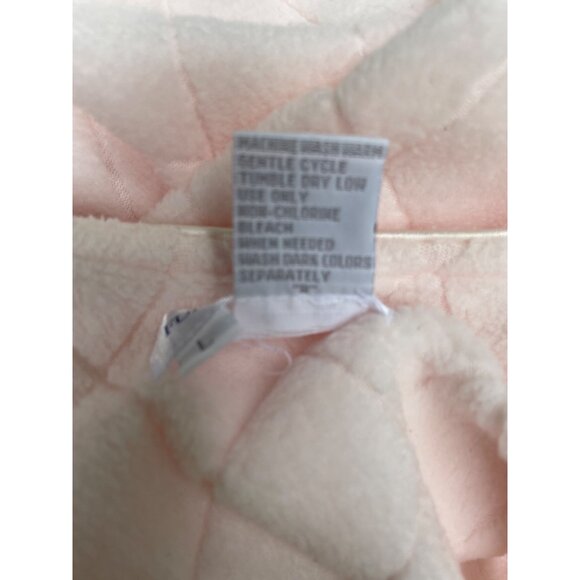 MACHINE WASH WARM
GENTLE CYCLE
TUMBLE DRY LOW
USE ONLY
NON-CHLORINE
BLEACH
WHEN NEEDED
WASH DARK COLORS
SEPARATELY
L